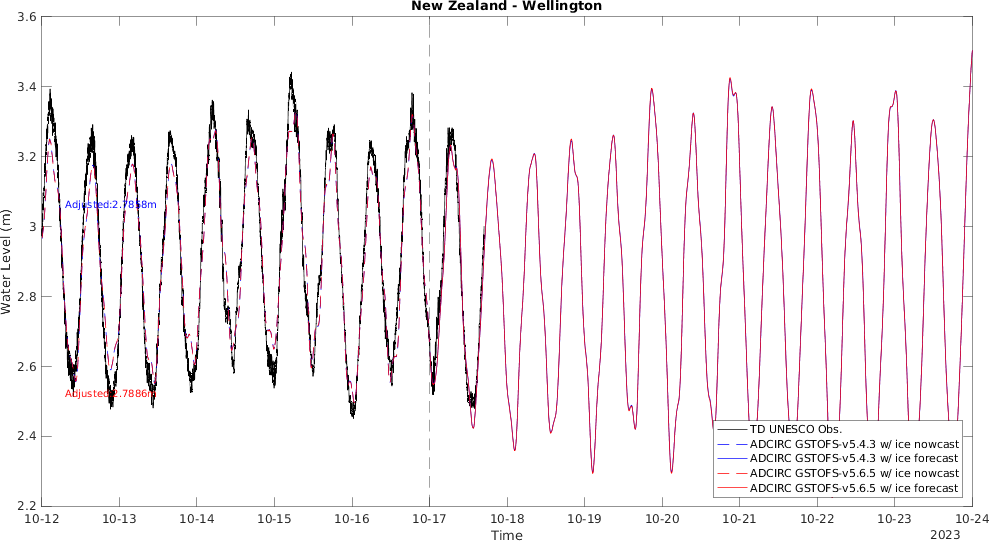 New Zealand - Wellington
3.6
3.4
3.2
3
2.8
2.6
2.4
2.2
Water Level (m)
Adjusted:2.7858m
Adjusted:2.7886m
TD UNESCO Obs.
ADCIRC GSTOFS-v5.4.3 w/ ice nowcast
ADCIRC GSTOFS-v5.4.3 w/ ice forecast
ADCIRC GSTOFS-v5.6.5 w/ ice nowcast
ADCIRC GSTOFS-v5.6.5 w/ ice forecast
10-12 10-13 10-14 10-15 10-16 10-17 10-18 10-19 10-20 10-21 10-22 10-23 10-24
Time
2023